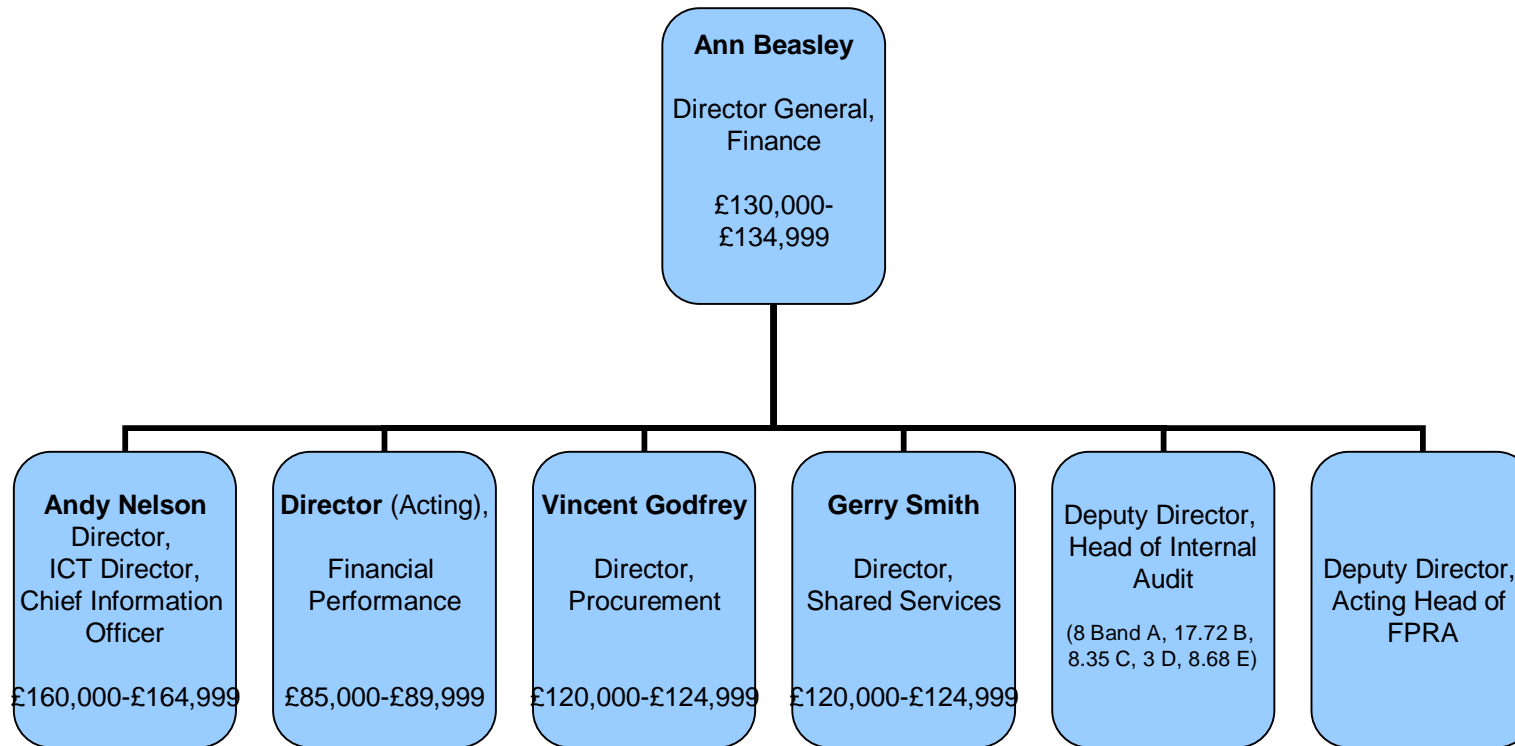 Ann Beasley
Director General,
Finance
£130,000-
£134,999
Andy Nelson
Director,
ICT Director,
Chief Information
Officer
£160,000-£164,999
Director (Acting),
Financial
Performance
£85,000-£89,999
Vincent Godfrey
Director,
Procurement
£120,000-£124,999
Gerry Smith
Director,
Shared Services
£120,000-£124,999
Deputy Director,
Head of Internal
Audit
(8 Band A, 17.72 B,
8.35 C, 3 D, 8.68 E)
Deputy Director,
Acting Head of
FPRA